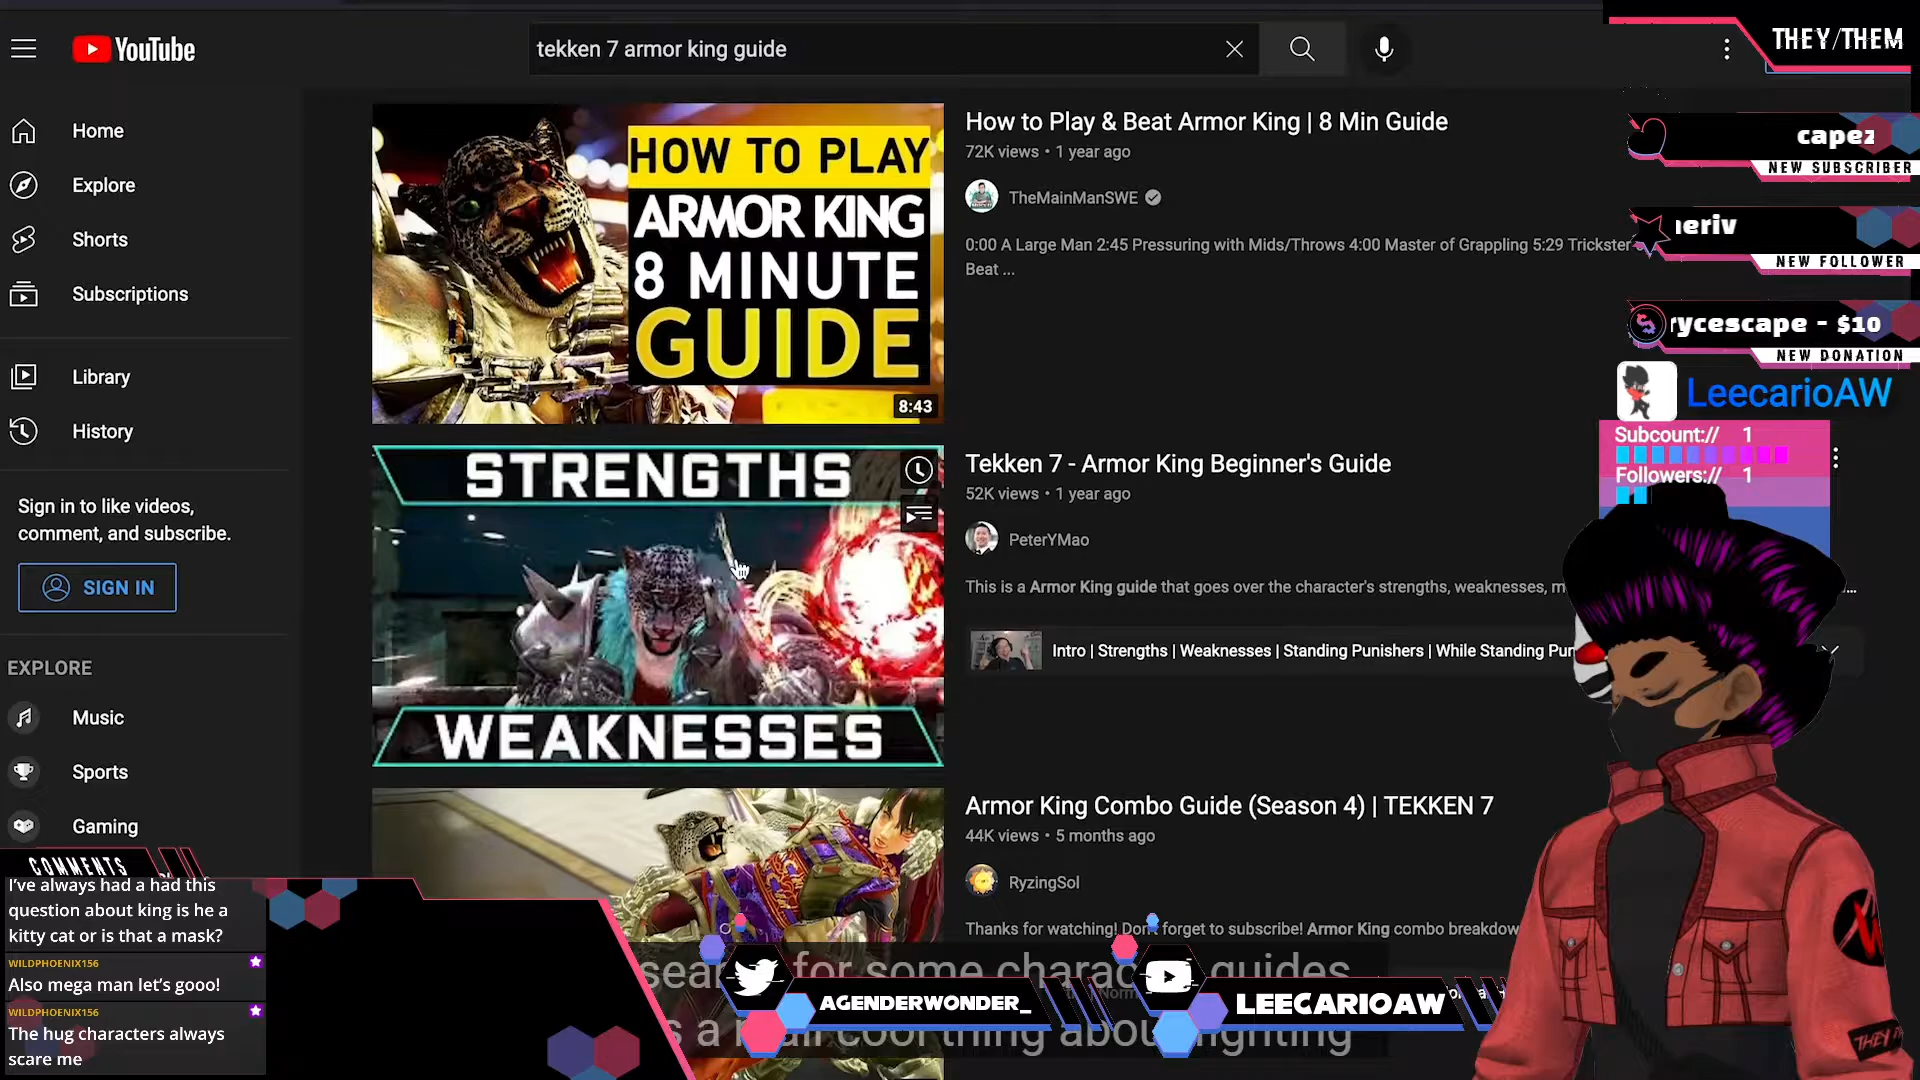 YouTube
tekken 7 armor king guide
THEY/THEM
Home
Explore
Shorts
Subscriptions
Library
History
Sign in to like videos,
comment, and subscribe.
SIGN IN
EXPLORE
Music
Sports
Gaming
HOW TO PLAY
ARMOR KING
8 MINUTE
GUIDE
8:43
How to Play & Beat Armor King | 8 Min Guide
72K views • 1 year ago
TheMainManSWE
0:00 A Large Man 2:45 Pressuring with Mids/Throws 4:00 Master of Grappling 5:29 Trickster
Beat ...
STRENGTHS
WEAKNESSES
Tekken 7 - Armor King Beginner's Guide
52K views • 1 year ago
PeterYMao
This is a Armor King guide that goes over the character's strengths, weaknesses, m
...
Intro | Strengths | Weaknesses | Standing Punishers | While Standing Pun
Armor King Combo Guide (Season 4) | TEKKEN 7
44K views • 5 months ago
RyzingSol
Thanks for watching! Don't forget to subscribe! Armor King combo breakdow
capez
NEW SUBSCRIBER
neriv
NEW FOLLOWER
rycescape - $10
NEW DONATION
LeecarioAW
Subcount:// 1
Followers:// 1
COMMENTS
I've always had a had this
question about king is he a
kitty cat or is that a mask?
WILDPHOENIX156
Also mega man let's gooo!
WILDPHOENIX156
The hug characters always
scare me
for some guides
AGENDERWONDER_
LEECARIOAW
a thing
THEY